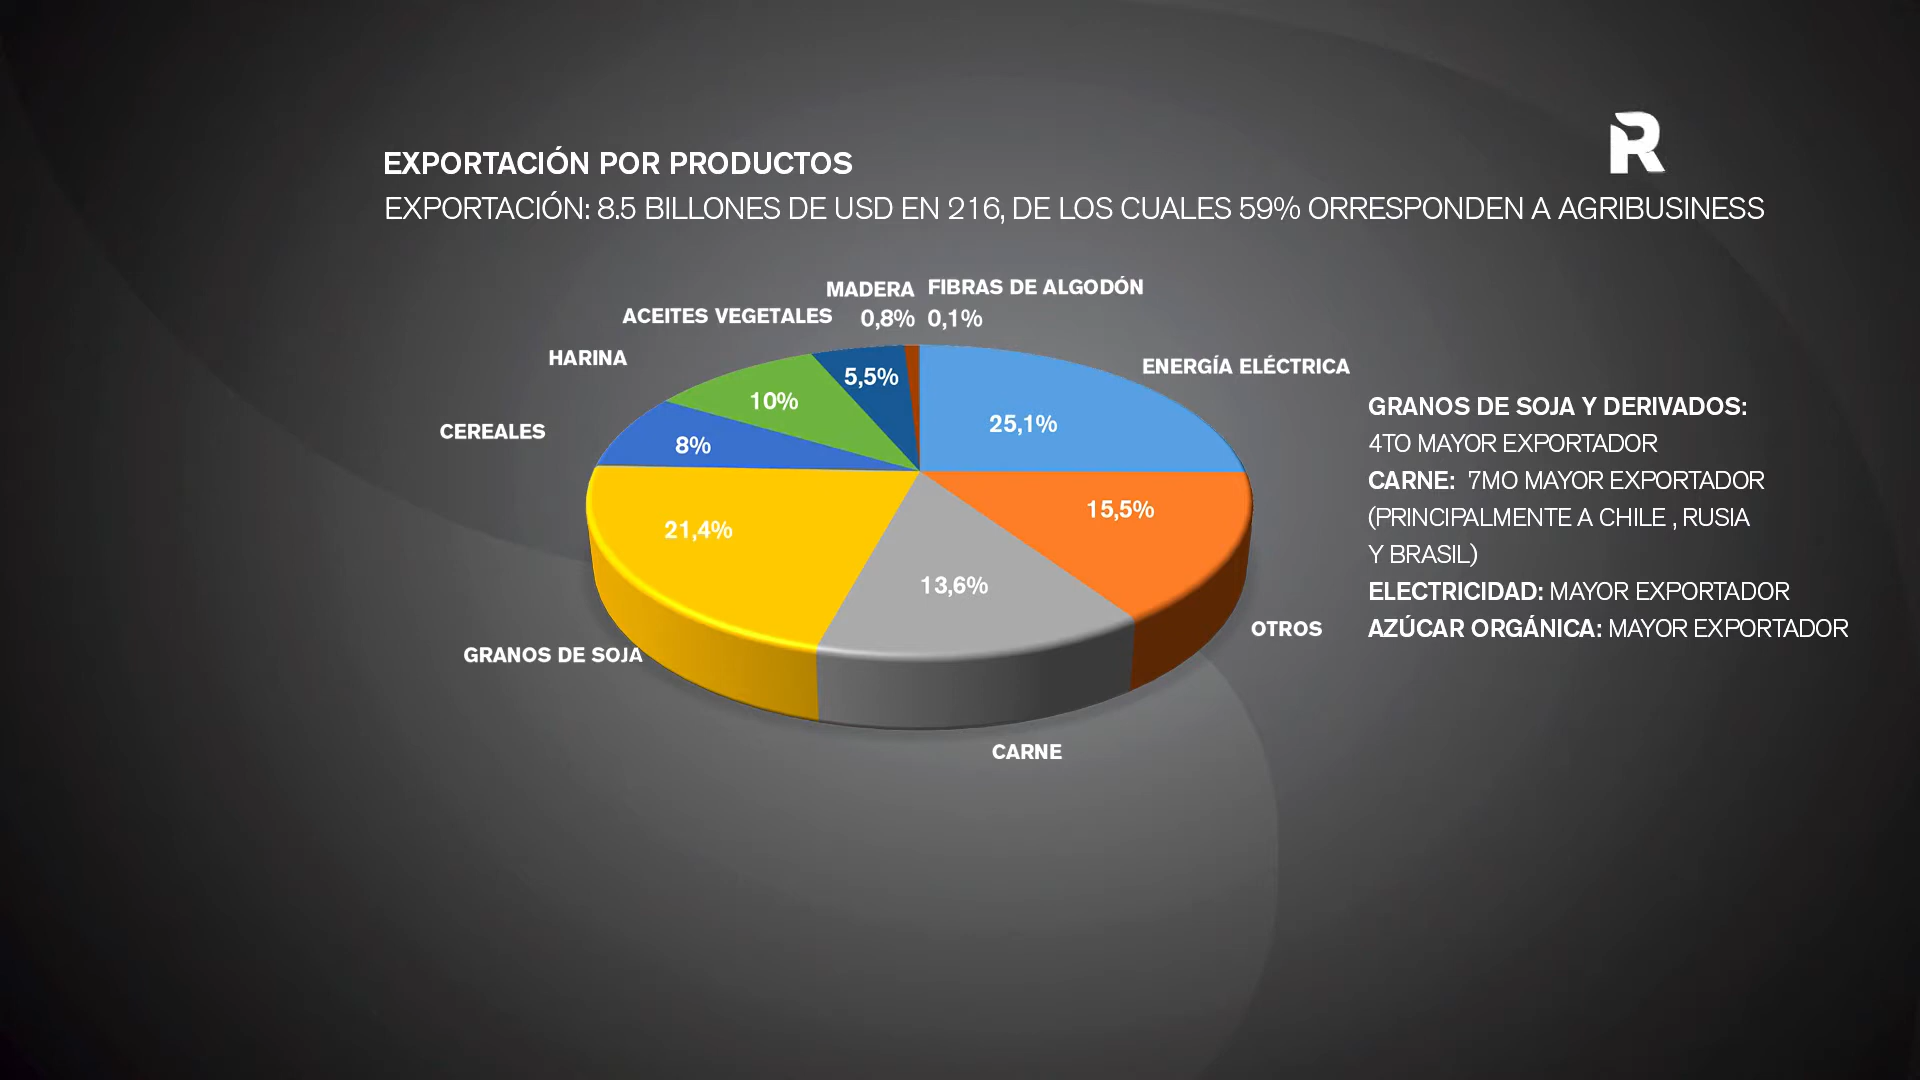 R
EXPORTACIÓN POR PRODUCTOS
EXPORTACIÓN: 8.5 BILLONES DE USD EN 216, DE LOS CUALES 59% ORRESPONDEN A AGRIBUSINESS
MADERA
0,8%
FIBRAS DE ALGODÓN
0,1%
ACEITES VEGETALES
5,5%
HARINA
10%
CEREALES
8%
GRANOS DE SOJA
21,4%
CARNE
13,6%
OTROS
15,5%
ENERGÍA ELÉCTRICA
25,1%
GRANOS DE SOJA Y DERIVADOS:
4TO MAYOR EXPORTADOR
CARNE: 7MO MAYOR EXPORTADOR
(PRINCIPALMENTE A CHILE , RUSIA
Y BRASIL)
ELECTRICIDAD: MAYOR EXPORTADOR
AZÚCAR ORGÁNICA: MAYOR EXPORTADOR